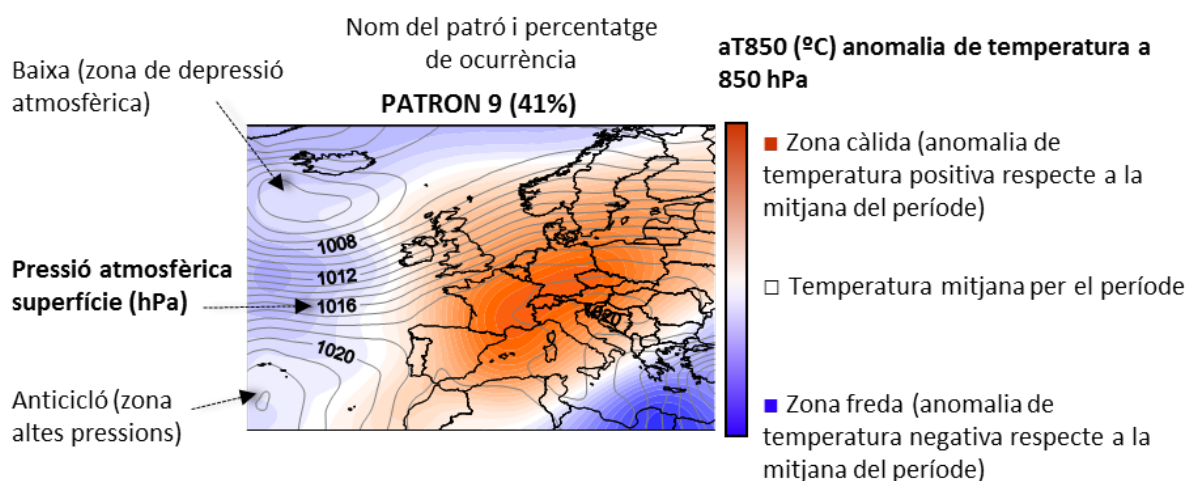 Nom del patró i percentatge
de ocurrència
PATRON 9 (41%)
Baixa (zona de depressió
atmosfèrica)
Pressió atmosfèrica
superfície (hPa)
Anticicló (zona
altes pressions)
1008
1012
1016
1020
1020
aT850 (ºC) anomalia de temperatura a
850 hPa
Zona càlida (anomalia de
temperatura positiva respecte a la
mitjana del període)
Temperatura mitjana per el període
Zona freda (anomalia de
temperatura negativa respecte a la
mitjana del període)